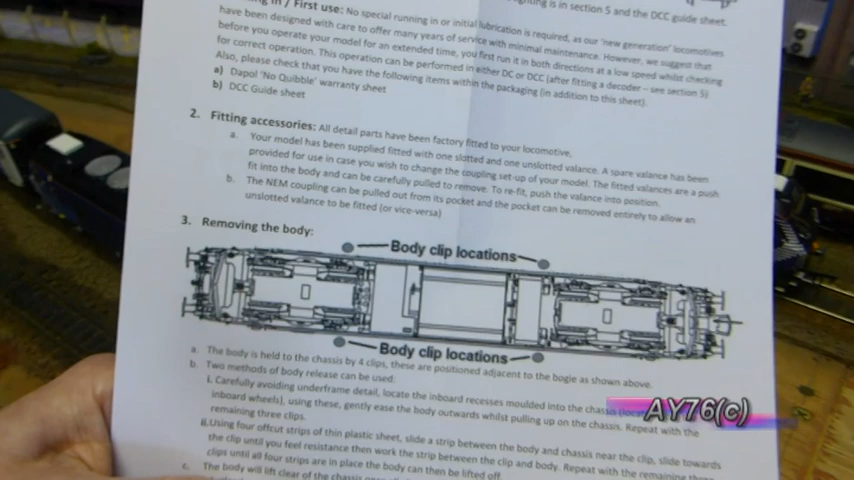 ghting is in section 5 and the DCC guide sheet.
in / First use: No special running in or initial lubrication is required, as our 'new generation' locomotives
have been designed with care to offer many years of service with minimal maintenance. However, we suggest that
before you operate your model for an extended time, you first run it in both directions at a low speed whilst checking
for correct operation. This operation can be performed in either DC or DCC (after fitting a decoder – see section 5)
Also, please check that you have the following items within the packaging (in addition to this sheet).
a) Dapol 'No Quibble' warranty sheet
b) DCC Guide sheet
2. Fitting accessories: All detail parts have been factory fitted to your locomotive,
a. Your model has been supplied fitted with one slotted and one unslotted valance. A spare valance has been
provided for use in case you wish to change the coupling set-up of your model. The fitted valances are a push
fit into the body and can be carefully pulled to remove. To re-fit, push the valance into position.
b. The NEM coupling can be pulled out from its pocket and the pocket can be removed entirely to allow an
unslotted valance to be fitted (or vice-versa)
3. Removing the body:
Body clip locations
Body clip locations
a. The body is held to the chassis by 4 clips, these are positioned adjacent to the bogie as shown above.
b. Two methods of body release can be used:
i. Carefully avoiding underframe detail, locate the inboard recesses moulded into the chassis
inboard wheels), using these, gently ease the body outwards whilst pulling up on the chassis. Repeat with the
remaining three clips.
ii.Using four offcut strips of thin plastic sheet, slide a strip between the body and chassis near the clip, slide towards
the clip until you feel resistance then work the strip between the clip and body. Repeat with the remaining three
clips until all four strips are in place the body can then be lifted off
c. The body will lift clear of the chassis
AY76(c)